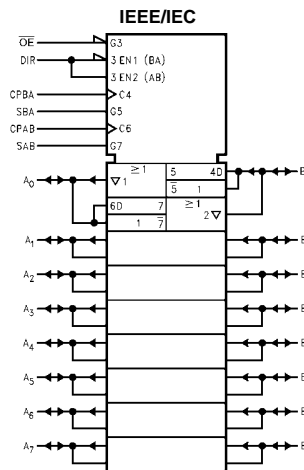 IEEE/IEC
O̅E̅ G3
DIR 3 EN1 (BA)
3 EN2 (AB)
CPBA C4
SBA G5
CPAB C6
SAB G7
A₀ ▽1 ≥1 5 4D B
5̅ 1
6D 7 ≥1
1 7̅ 2▽
A₁ B
A₂ B
A₃ B
A₄ B
A₅ B
A₆ B
A₇ B